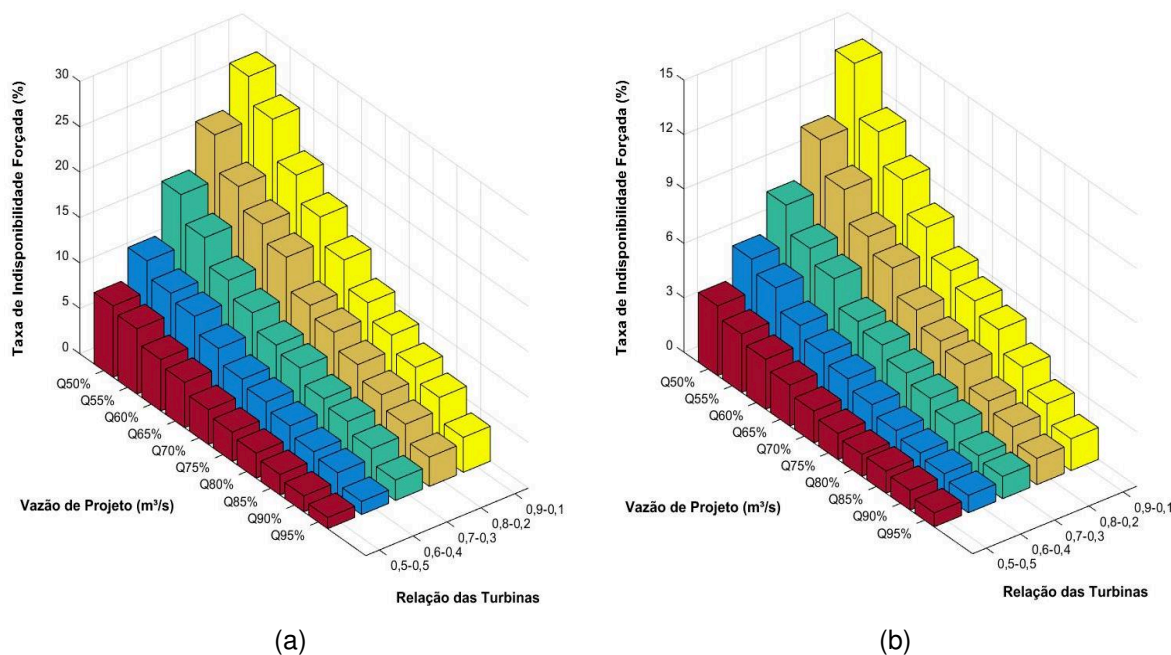 Taxa de Indisponibilidade Forçada (%)
30
25
20
15
10
5
0
Q50%
Q55%
Q60%
Q65%
Q70%
Q75%
Q80%
Q85%
Q90%
Q95%
Vazão de Projeto (m³/s)
0,9-0,1
0,8-0,2
0,7-0,3
0,6-0,4
0,5-0,5
Relação das Turbinas
(a)
Taxa de Indisponibilidade Forçada (%)
15
12
9
6
3
0
Q50%
Q55%
Q60%
Q65%
Q70%
Q75%
Q80%
Q85%
Q90%
Q95%
Vazão de Projeto (m³/s)
0,9-0,1
0,8-0,2
0,7-0,3
0,6-0,4
0,5-0,5
Relação das Turbinas
(b)